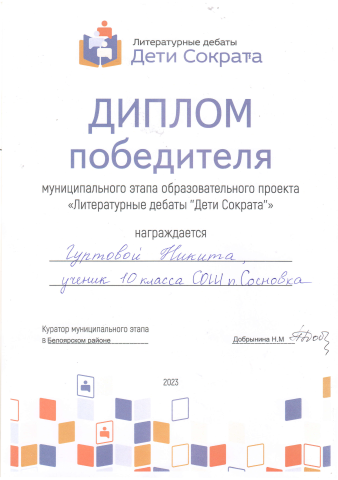 Литературные дебаты
Дети Сократа
ДИПЛОМ
победителя
муниципального этапа образовательного проекта
«Литературные дебаты "Дети Сократа"»
награждается
Гуртовой Никита,
ученик 10 класса СОШ п. Сосновка
Куратор муниципального этапа
в Белоярском районе
Добрынина Н.М
2023